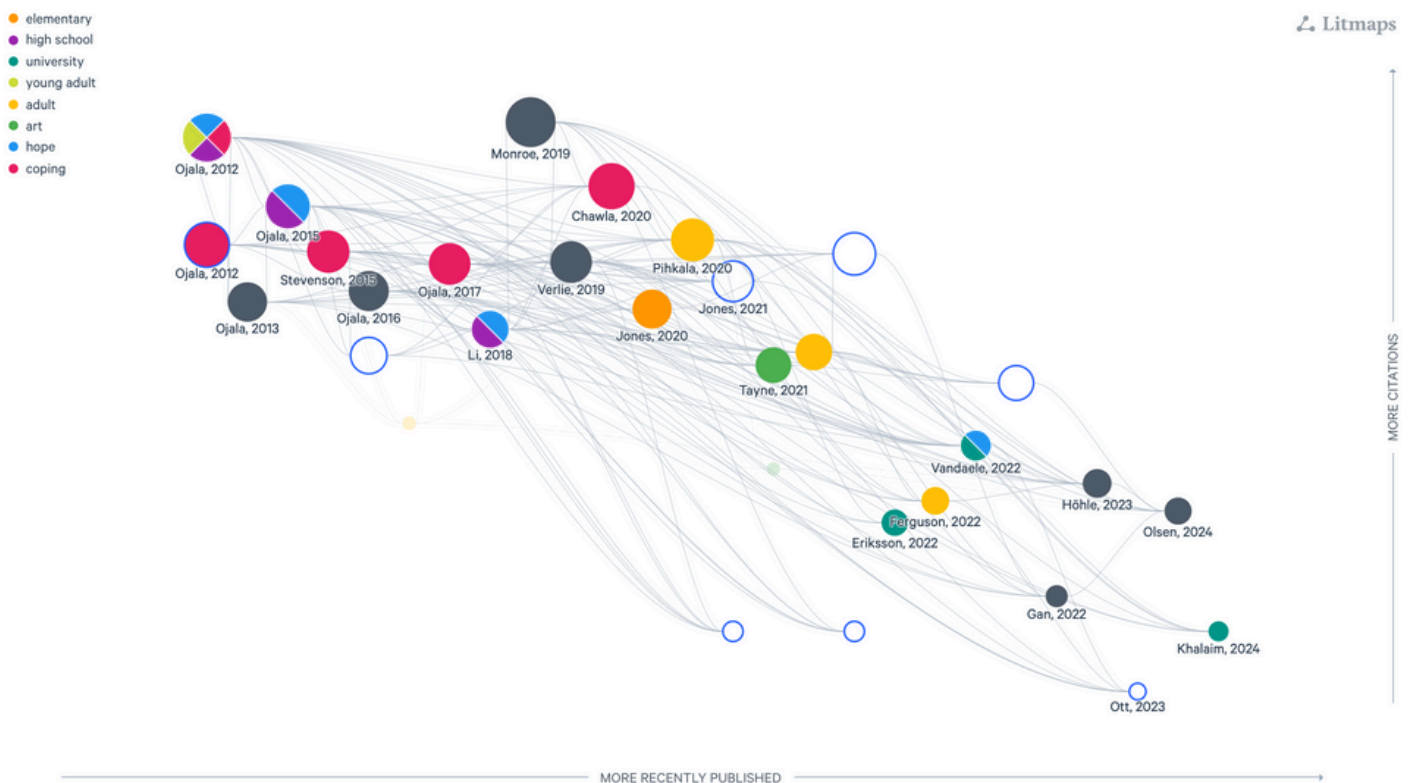 elementary
high school
university
young adult
adult
art
hope
coping
Litmaps
Monroe, 2019
Ojala, 2012
Chawla, 2020
Ojala, 2015
Pihkala, 2020
Ojala, 2012
Stevenson, 2015
Ojala, 2017
Verlie, 2019
Jones, 2021
Ojala, 2013
Ojala, 2016
Jones, 2020
Li, 2018
Tayne, 2021
MORE CITATIONS
Vandaele, 2022
Höhle, 2023
Ferguson, 2022
Olsen, 2024
Eriksson, 2022
Gan, 2022
Khalaim, 2024
Ott, 2023
MORE RECENTLY PUBLISHED